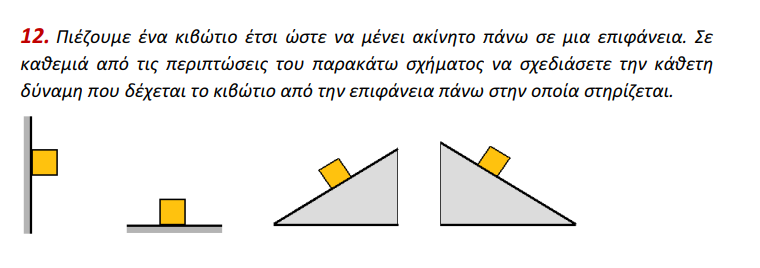 12. Πιέζουμε ένα κιβώτιο έτσι ώστε να μένει ακίνητο πάνω σε μια επιφάνεια. Σε
καθεμιά από τις περιπτώσεις του παρακάτω σχήματος να σχεδιάσετε την κάθετη
δύναμη που δέχεται το κιβώτιο από την επιφάνεια πάνω στην οποία στηρίζεται.